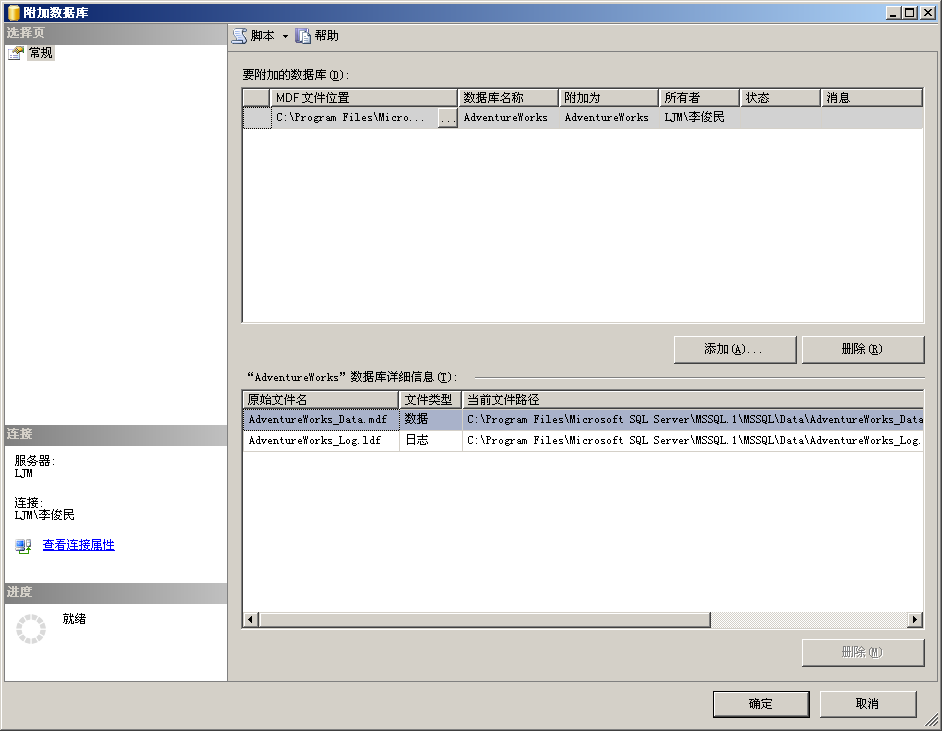 附加数据库
选择页
常规
脚本 帮助
要附加的数据库(D):
MDF 文件位置 数据库名称 附加为 所有者 状态 消息
C:\Program Files\Micro... ... AdventureWorks AdventureWorks LJM\李俊民
添加(A)... 删除(R)
“AdventureWorks”数据库详细信息(T):
原始文件名 文件类型 当前文件路径
AdventureWorks_Data.mdf 数据 C:\Program Files\Microsoft SQL Server\MSSQL.1\MSSQL\Data\AdventureWorks_Data
AdventureWorks_Log.ldf 日志 C:\Program Files\Microsoft SQL Server\MSSQL.1\MSSQL\Data\AdventureWorks_Log.
连接
服务器:
LJM
连接:
LJM\李俊民
查看连接属性
进度
就绪
删除(M)
确定 取消